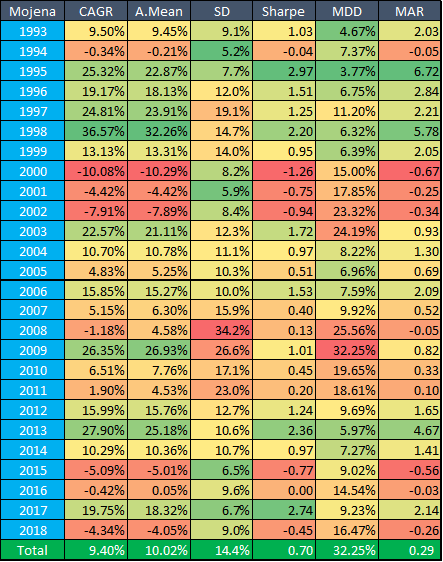 Mojena CAGR A.Mean SD Sharpe MDD MAR
1993 9.50% 9.45% 9.1% 1.03 4.67% 2.03
1994 -0.34% -0.21% 5.2% -0.04 7.37% -0.05
1995 25.32% 22.87% 7.7% 2.97 3.77% 6.72
1996 19.17% 18.13% 12.0% 1.51 6.75% 2.84
1997 24.81% 23.91% 19.1% 1.25 11.20% 2.21
1998 36.57% 32.26% 14.7% 2.20 6.32% 5.78
1999 13.13% 13.31% 14.0% 0.95 6.39% 2.05
2000 -10.08% -10.29% 8.2% -1.26 15.00% -0.67
2001 -4.42% -4.42% 5.9% -0.75 17.85% -0.25
2002 -7.91% -7.89% 8.4% -0.94 23.32% -0.34
2003 22.57% 21.11% 12.3% 1.72 24.19% 0.93
2004 10.70% 10.78% 11.1% 0.97 8.22% 1.30
2005 4.83% 5.25% 10.3% 0.51 6.96% 0.69
2006 15.85% 15.27% 10.0% 1.53 7.59% 2.09
2007 5.15% 6.30% 15.9% 0.40 9.92% 0.52
2008 -1.18% 4.58% 34.2% 0.13 25.56% -0.05
2009 26.35% 26.93% 26.6% 1.01 32.25% 0.82
2010 6.51% 7.76% 17.1% 0.45 19.65% 0.33
2011 1.90% 4.53% 23.0% 0.20 18.61% 0.10
2012 15.99% 15.76% 12.7% 1.24 9.69% 1.65
2013 27.90% 25.18% 10.6% 2.36 5.97% 4.67
2014 10.29% 10.36% 10.7% 0.97 7.27% 1.41
2015 -5.09% -5.01% 6.5% -0.77 9.02% -0.56
2016 -0.42% 0.05% 9.6% 0.00 14.54% -0.03
2017 19.75% 18.32% 6.7% 2.74 9.23% 2.14
2018 -4.34% -4.05% 9.0% -0.45 16.47% -0.26
Total 9.40% 10.02% 14.4% 0.70 32.25% 0.29